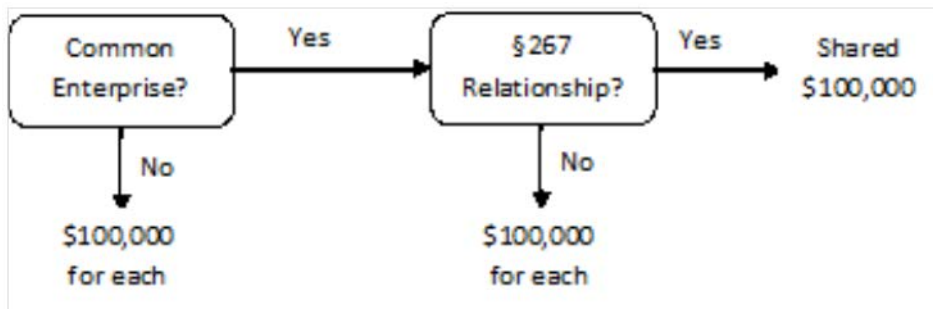 Common
Enterprise?
Yes
§267
Relationship?
Yes
Shared
$100,000
No
$100,000
for each
No
$100,000
for each